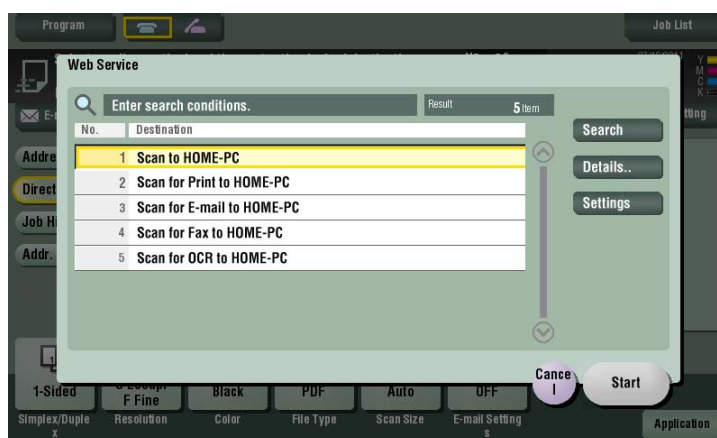 Program
Job List
Web Service
Y
M
C
K
E-
tting
Enter search conditions.
Result 5 Item
No. Destination
Search
1 Scan to HOME-PC
Details..
2 Scan for Print to HOME-PC
Settings
3 Scan for E-mail to HOME-PC
4 Scan for Fax to HOME-PC
5 Scan for OCR to HOME-PC
Addre
Direct
Job Hi
Addr.
Cance
l
Start
1-Sided
F Fine
Black
PDF
Auto
OFF
Simplex/Duple
x
Resolution
Color
File Type
Scan Size
E-mail Setting
s
Application